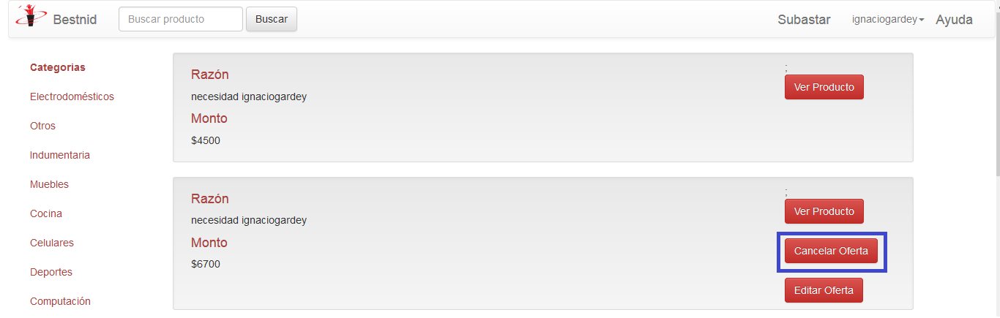 Bestnid
Buscar producto
Buscar
Subastar
ignaciogardey
Ayuda
Categorias
Electrodomésticos
Otros
Indumentaria
Muebles
Cocina
Celulares
Deportes
Computación
Razón
necesidad ignaciogardey
Monto
$4500
;
Ver Producto
Razón
necesidad ignaciogardey
Monto
$6700
;
Ver Producto
Cancelar Oferta
Editar Oferta